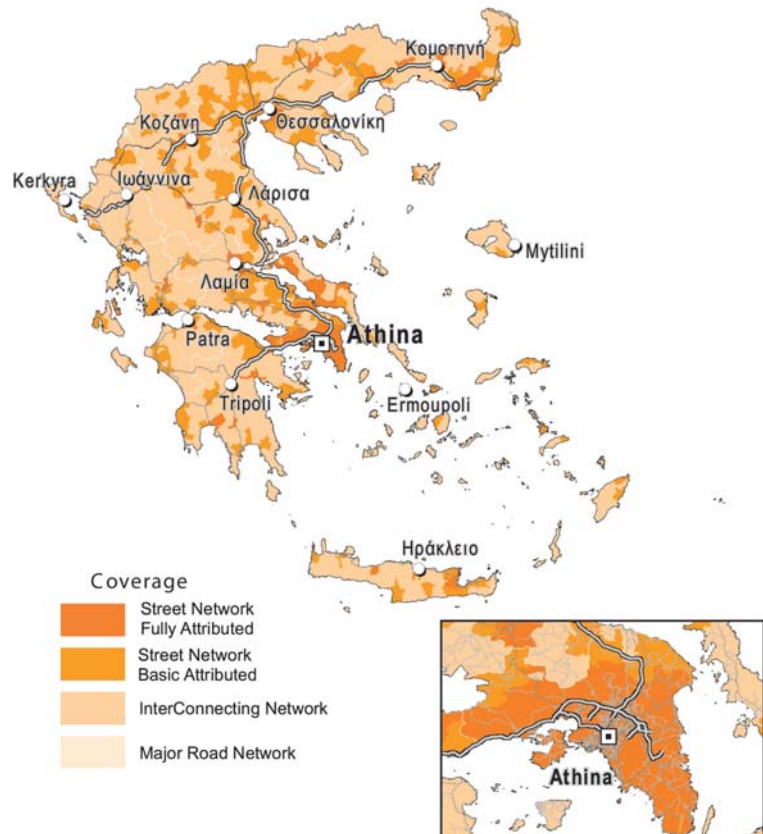 Κομοτηνή
Κοζάνη
Θεσσαλονίκη
Kerkyra
Ιωάννινα
Λάρισα
Mytilini
Λαμία
Athina
Patra
Tripoli
Ermoupoli
Ηράκλειο
Coverage
Street Network
Fully Attributed
Street Network
Basic Attributed
InterConnecting Network
Major Road Network
Athina